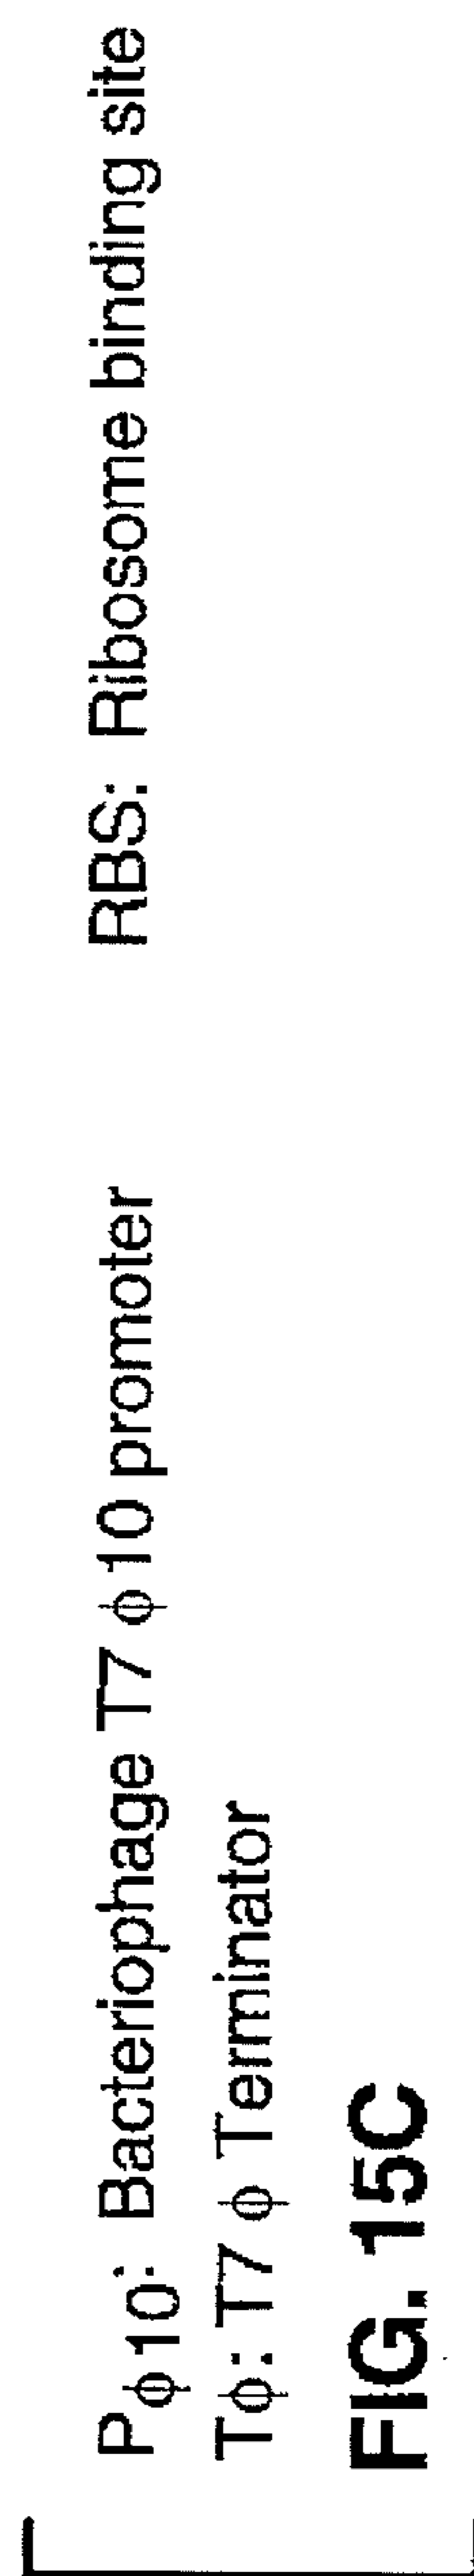 Pϕ10: Bacteriophage T7 ϕ10 promoter RBS: Ribosome binding site
Tϕ: T7 ϕ Terminator
FIG. 15C